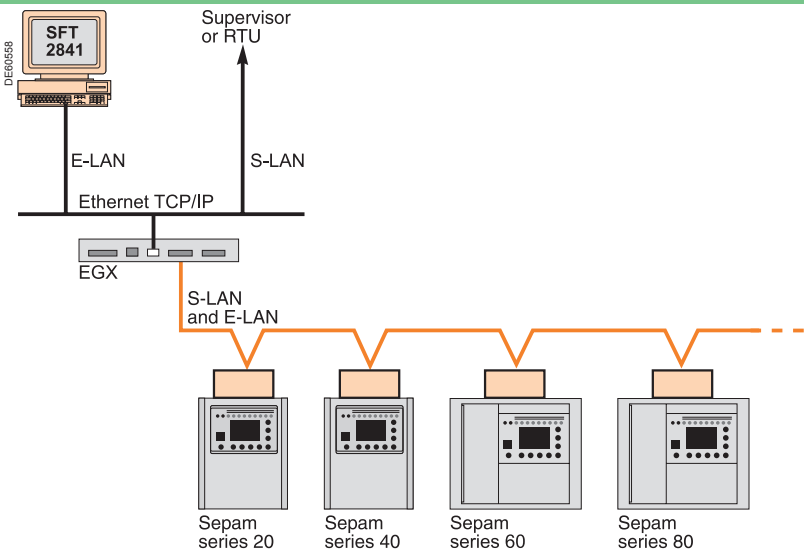 SFT
2841
DE60558
Supervisor
or RTU
E-LAN
S-LAN
Ethernet TCP/IP
EGX
S-LAN
and E-LAN
Sepam
series 20
Sepam
series 40
Sepam
series 60
Sepam
series 80